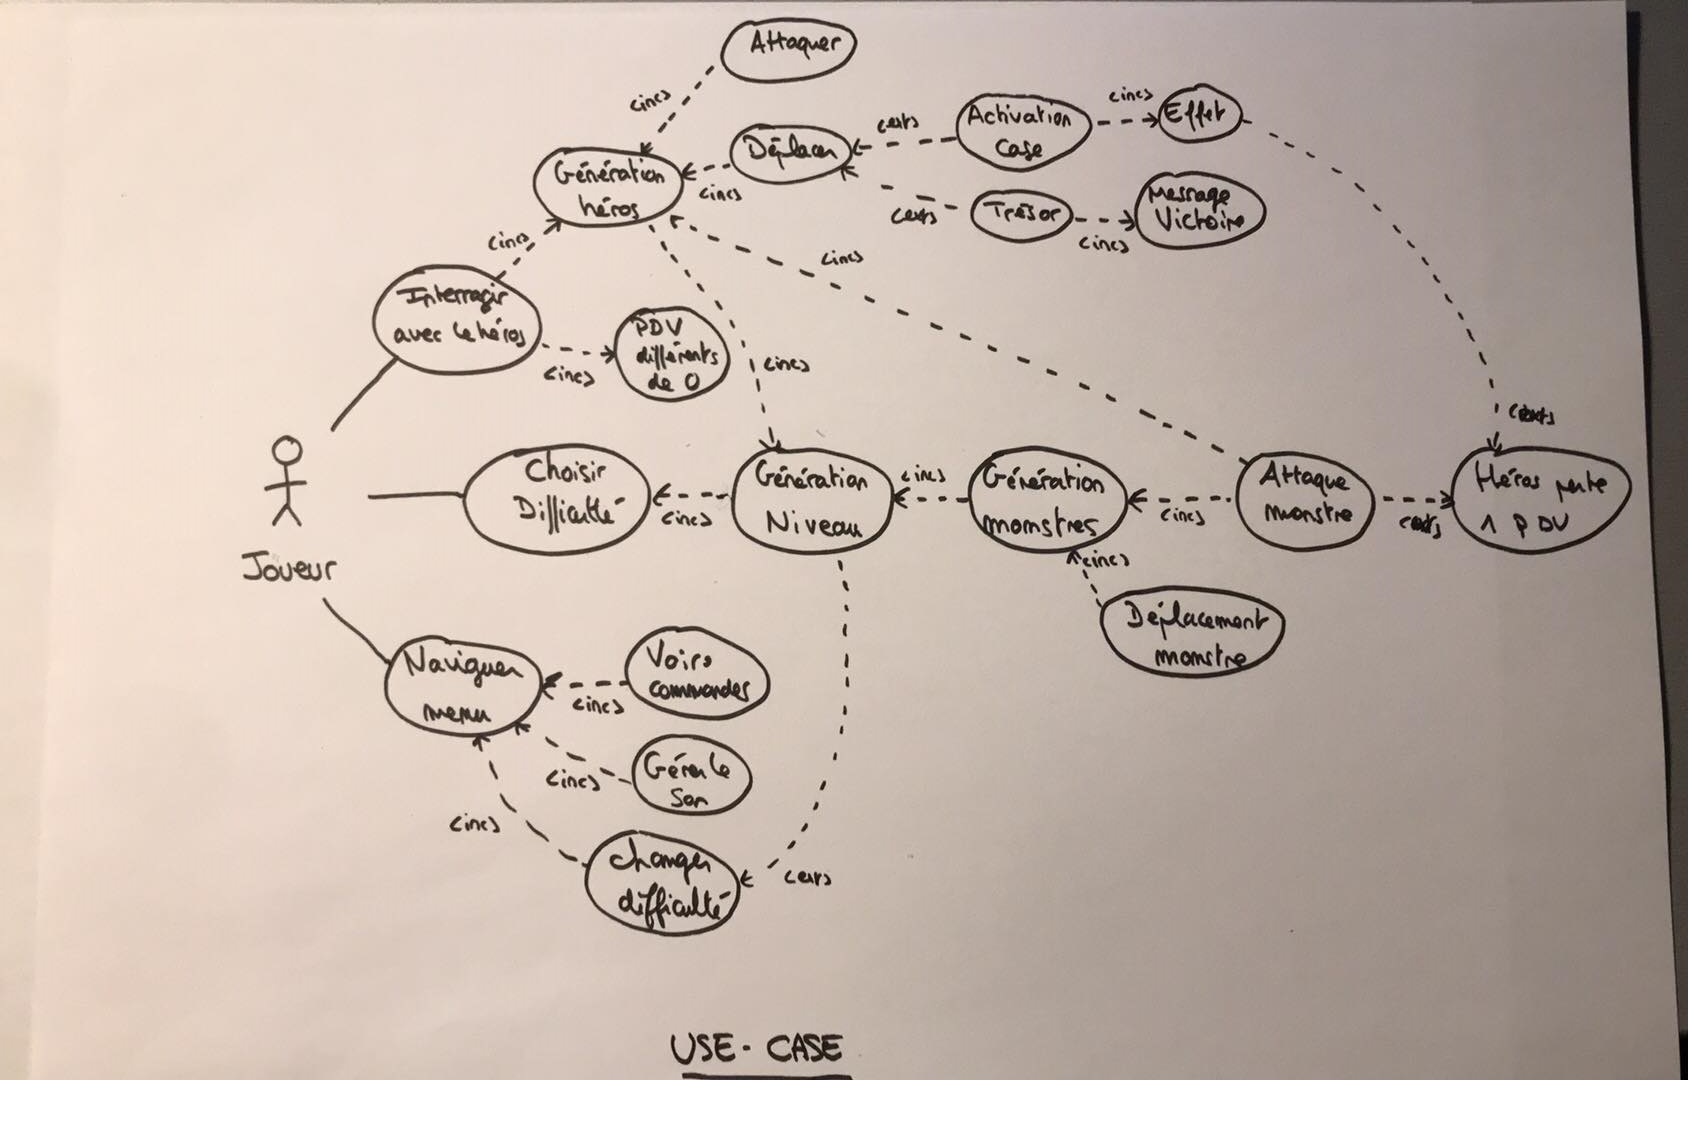 Attaquer
<inc>
Génération
héros
Déplacer
<inc>
<ext>
Activation
case
<inc>
Effet
<ext>
Trésor
<inc>
Message
Victoire
<inc>
Interragir
avec le héros
<inc>
PDV
différents
de 0
<inc>
<inc>
<ext>
Choisir
Difficulté
<inc>
Génération
Niveau
<inc>
Génération
monstres
<inc>
Attaque
monstre
<ext>
Héros perte
1 PDV
Joueur
<inc>
Déplacement
monstre
Naviguer
menu
<inc>
Voirs
commandes
<inc>
Gérer le
son
<inc>
Changer
difficulté
<ext>
USE-CASE